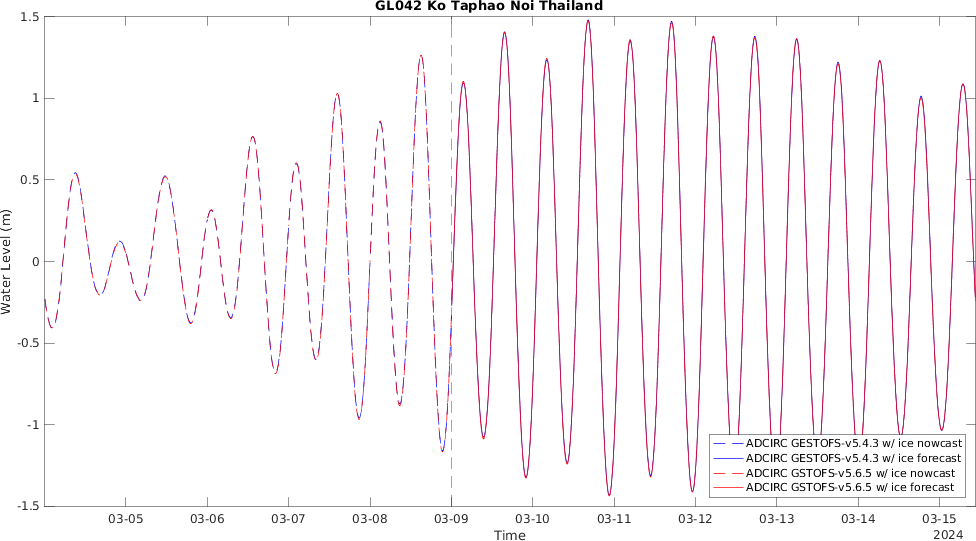 GL042 Ko Taphao Noi Thailand
1.5
1
0.5
0
-0.5
-1
-1.5
Water Level (m)
03-05
03-06
03-07
03-08
03-09
03-10
03-11
03-12
03-13
03-14
03-15
Time
2024
ADCIRC GESTOFS-v5.4.3 w/ ice nowcast
ADCIRC GESTOFS-v5.4.3 w/ ice forecast
ADCIRC GSTOFS-v5.6.5 w/ ice nowcast
ADCIRC GSTOFS-v5.6.5 w/ ice forecast